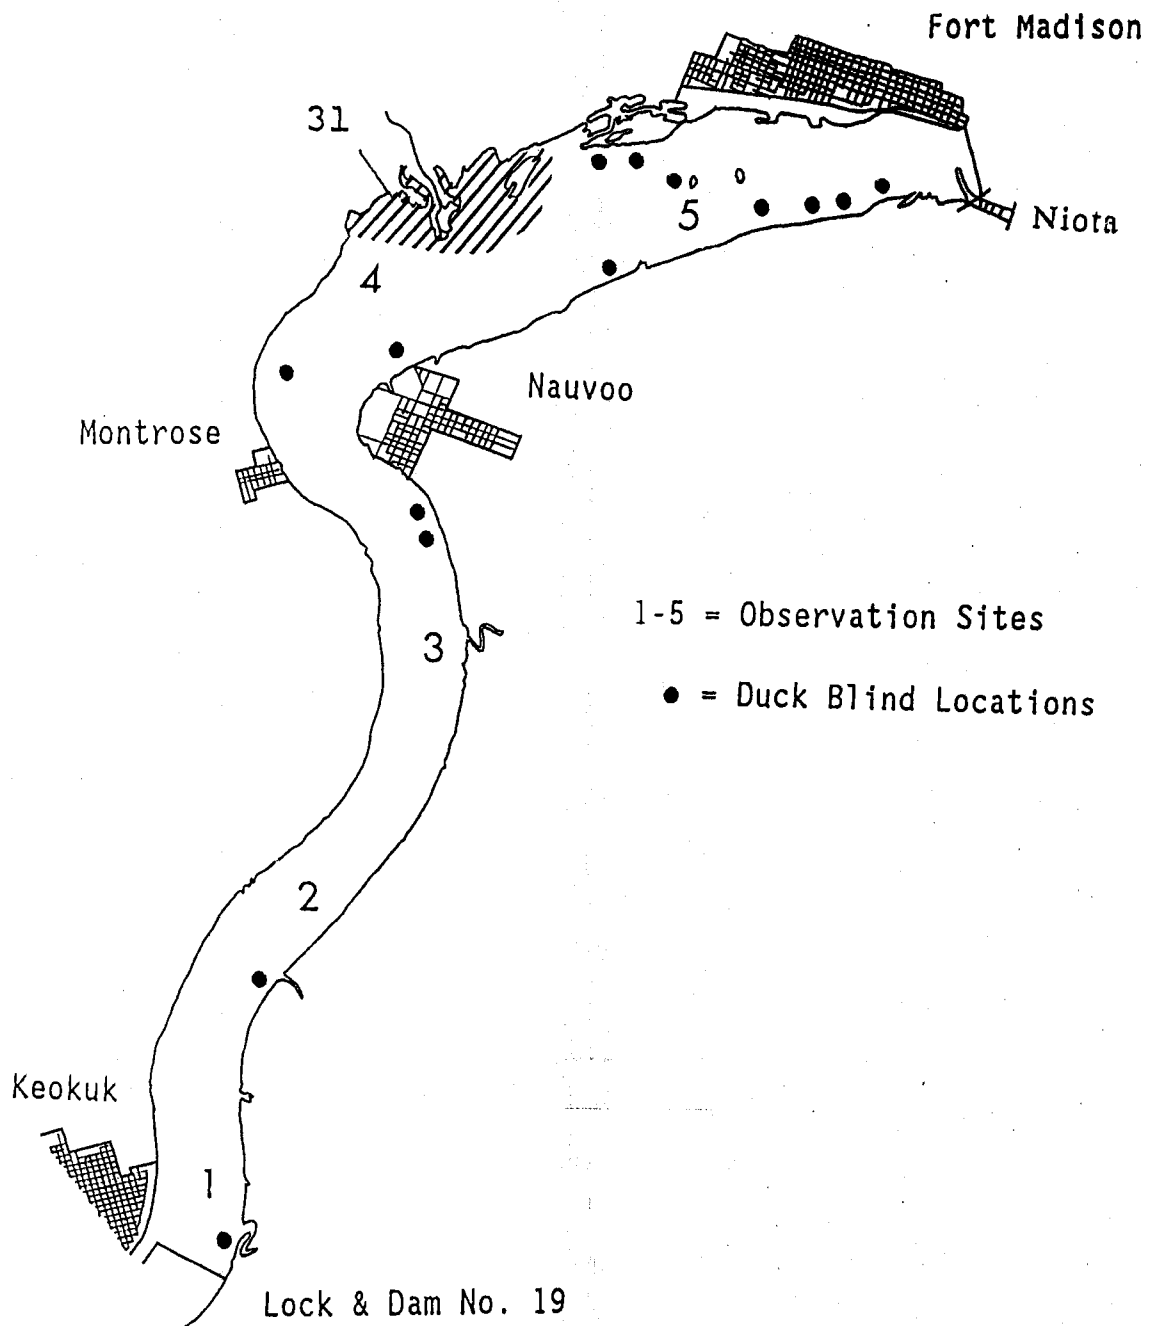 Fort Madison
31
5
Niota
4
Nauvoo
Montrose
1-5 = Observation Sites
3
● = Duck Blind Locations
2
Keokuk
1
Lock & Dam No. 19